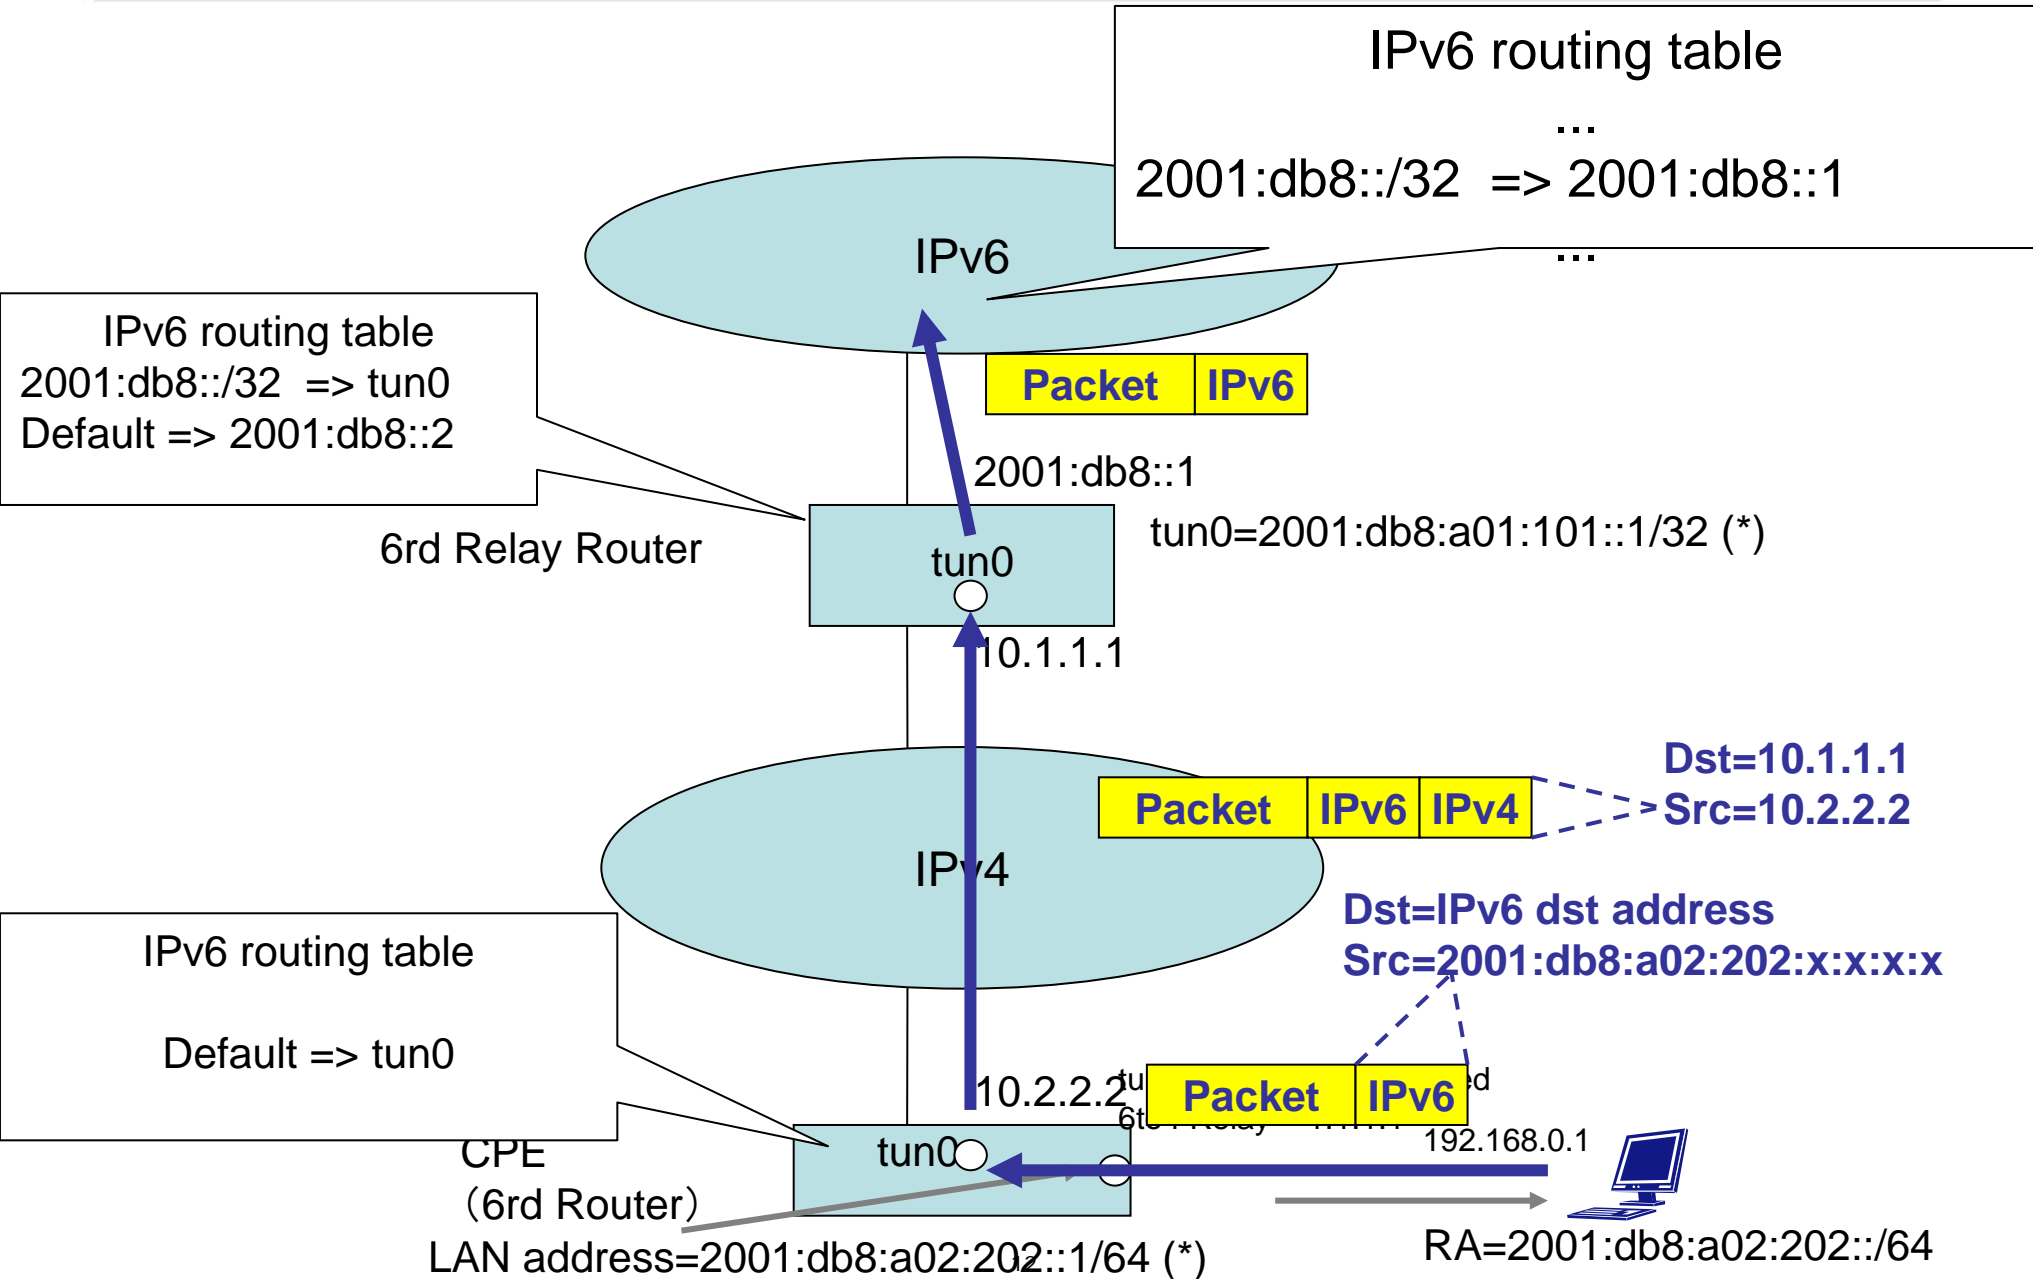 IPv6 routing table
...
2001:db8::/32 => 2001:db8::1
...
IPv6
IPv6 routing table
2001:db8::/32 => tun0
Default => 2001:db8::2
Packet IPv6
2001:db8::1
6rd Relay Router
tun0
tun0=2001:db8:a01:101::1/32 (*)
10.1.1.1
Dst=10.1.1.1
Src=10.2.2.2
Packet IPv6 IPv4
IPv4
Dst=IPv6 dst address
Src=2001:db8:a02:202:x:x:x:x
IPv6 routing table
Default => tun0
10.2.2.2
Packet IPv6
192.168.0.1
CPE
tun0
（6rd Router）
LAN address=2001:db8:a02:202::1/64 (*)
12
RA=2001:db8:a02:202::/64